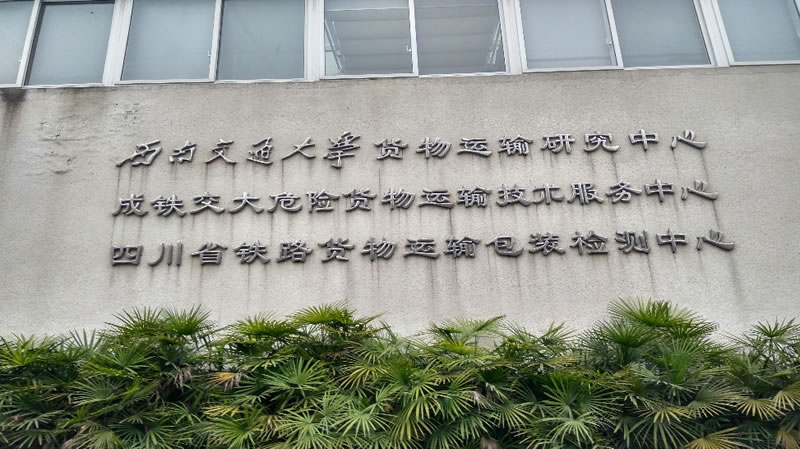 西南交通大学货物运输研究中心
成铁交大危险货物运输技术服务中心
四川省铁路货物运输包装检测中心